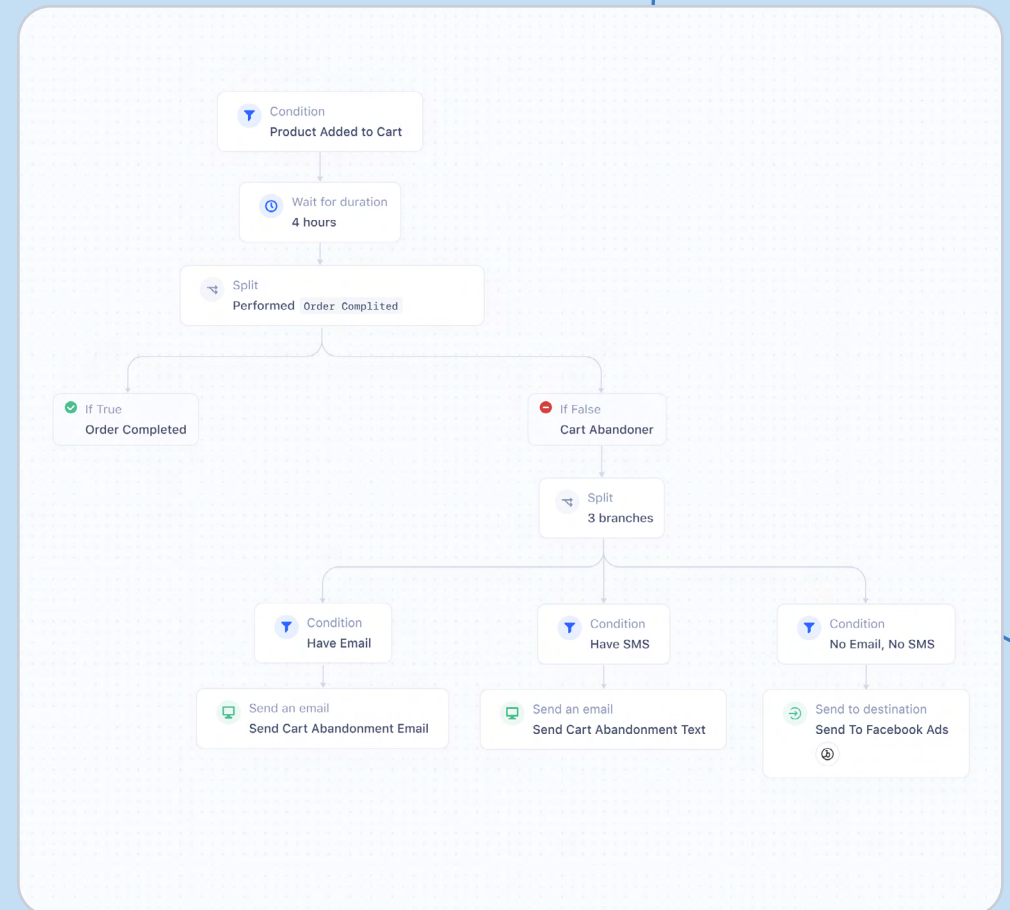 Condition
Product Added to Cart
Wait for duration
4 hours
Split
Performed Order Complited
If True
Order Completed
If False
Cart Abandoner
Split
3 branches
Condition
Have Email
Condition
Have SMS
Condition
No Email, No SMS
Send an email
Send Cart Abandonment Email
Send an email
Send Cart Abandonment Text
Send to destination
Send To Facebook Ads